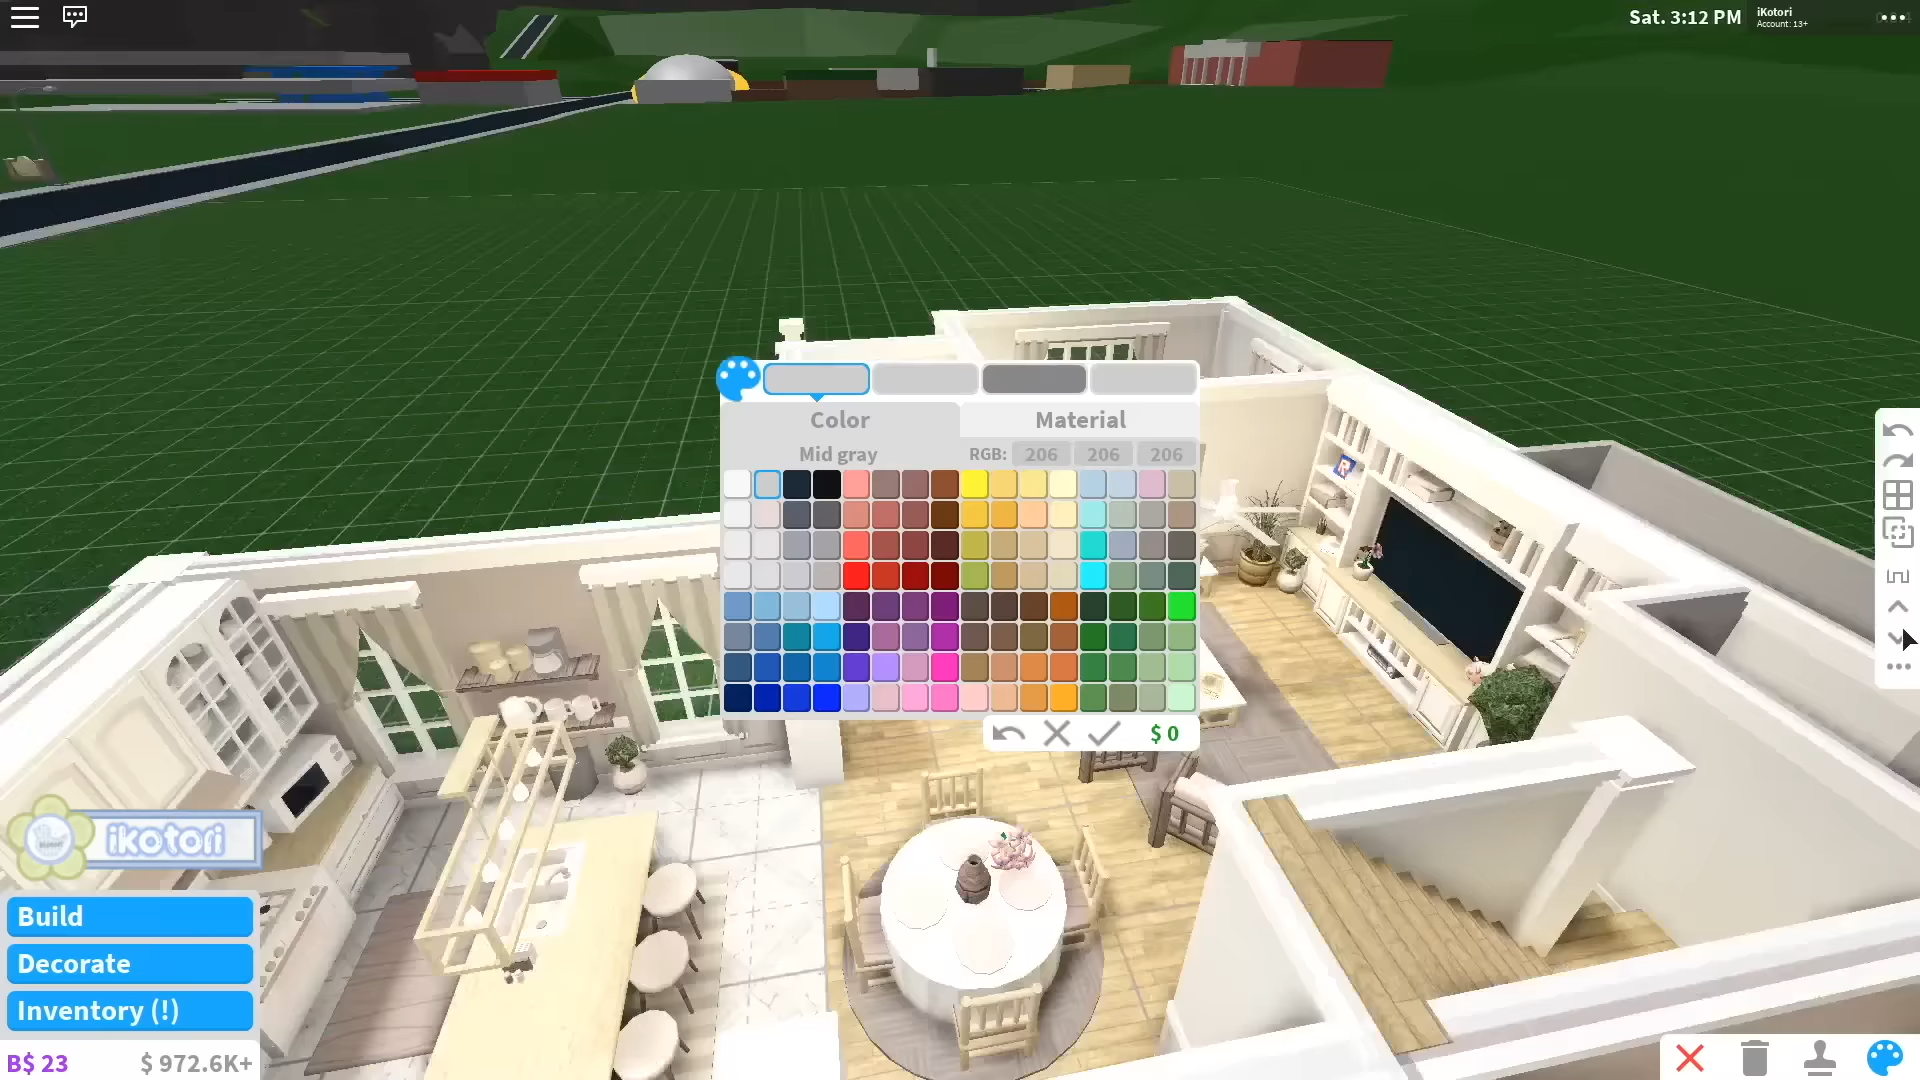 Sat. 3:12 PM
iKotori
Account: 13+
Color
Material
Mid gray
RGB: 206 206 206
$ 0
ikotori
Build
Decorate
Inventory (!)
B$ 23
$ 972.6K+